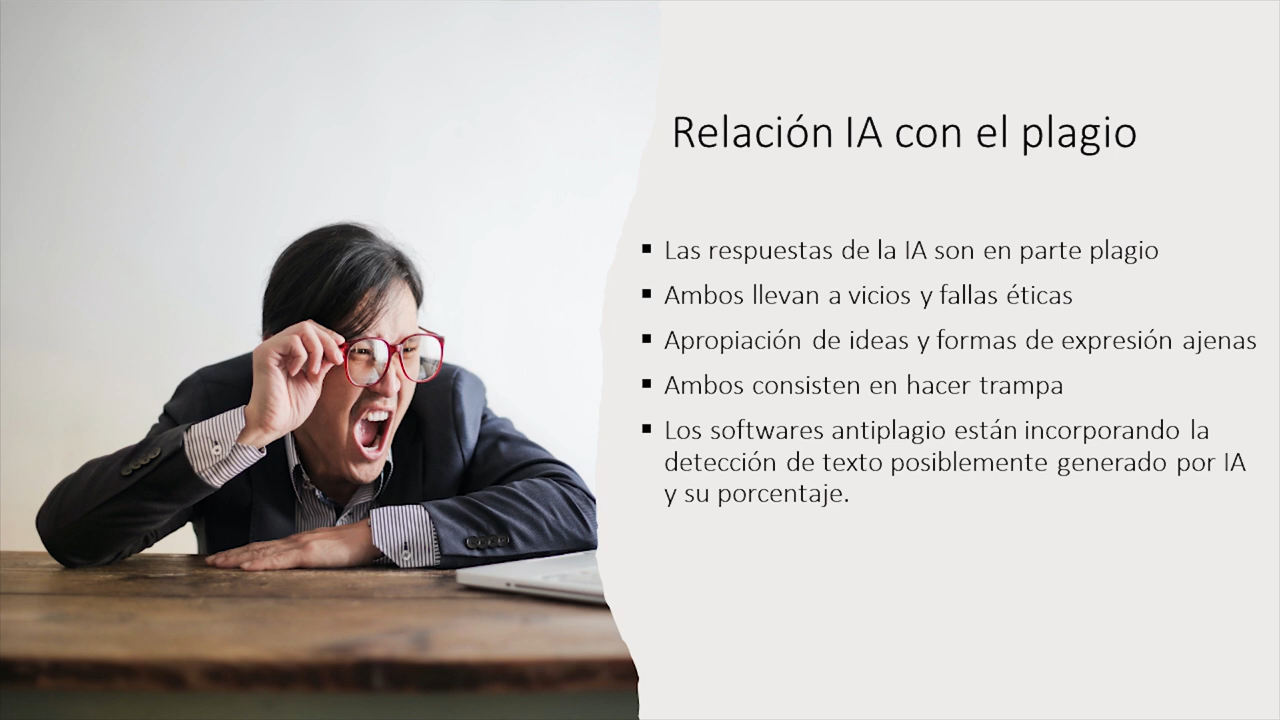 Relación IA con el plagio
▪ Las respuestas de la IA son en parte plagio
▪ Ambos llevan a vicios y fallas éticas
▪ Apropiación de ideas y formas de expresión ajenas
▪ Ambos consisten en hacer trampa
▪ Los softwares antiplagio están incorporando la
detección de texto posiblemente generado por IA
y su porcentaje.